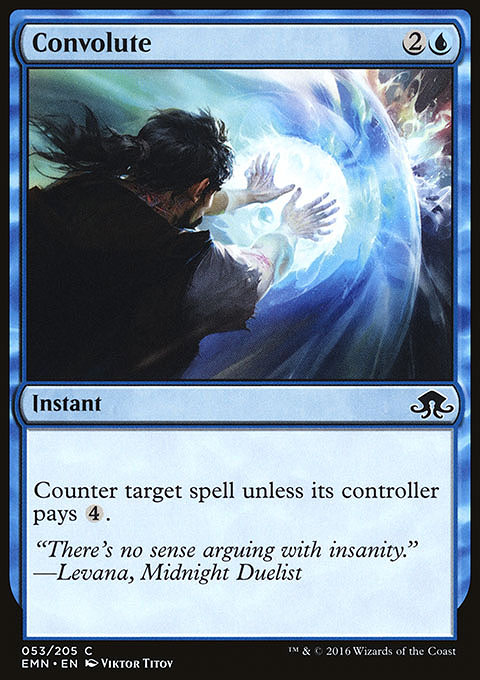 Convolute 2
Instant
Counter target spell unless its controller
pays 4.
“There’s no sense arguing with insanity.”
—Levana, Midnight Duelist
053/205 C
EMN • EN Viktor Titov
™ & © 2016 Wizards of the Coast